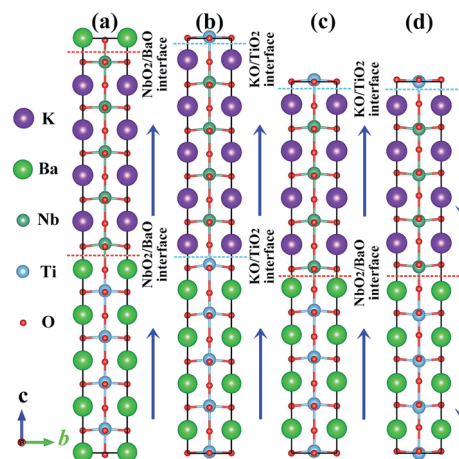 (a)
(b)
(c)
(d)
NbO2/BaO
interface
KO/TiO2
interface
KO/TiO2
interface
K
Ba
Nb
Ti
O
NbO2/BaO
interface
KO/TiO2
interface
NbO2/BaO
interface
c
b